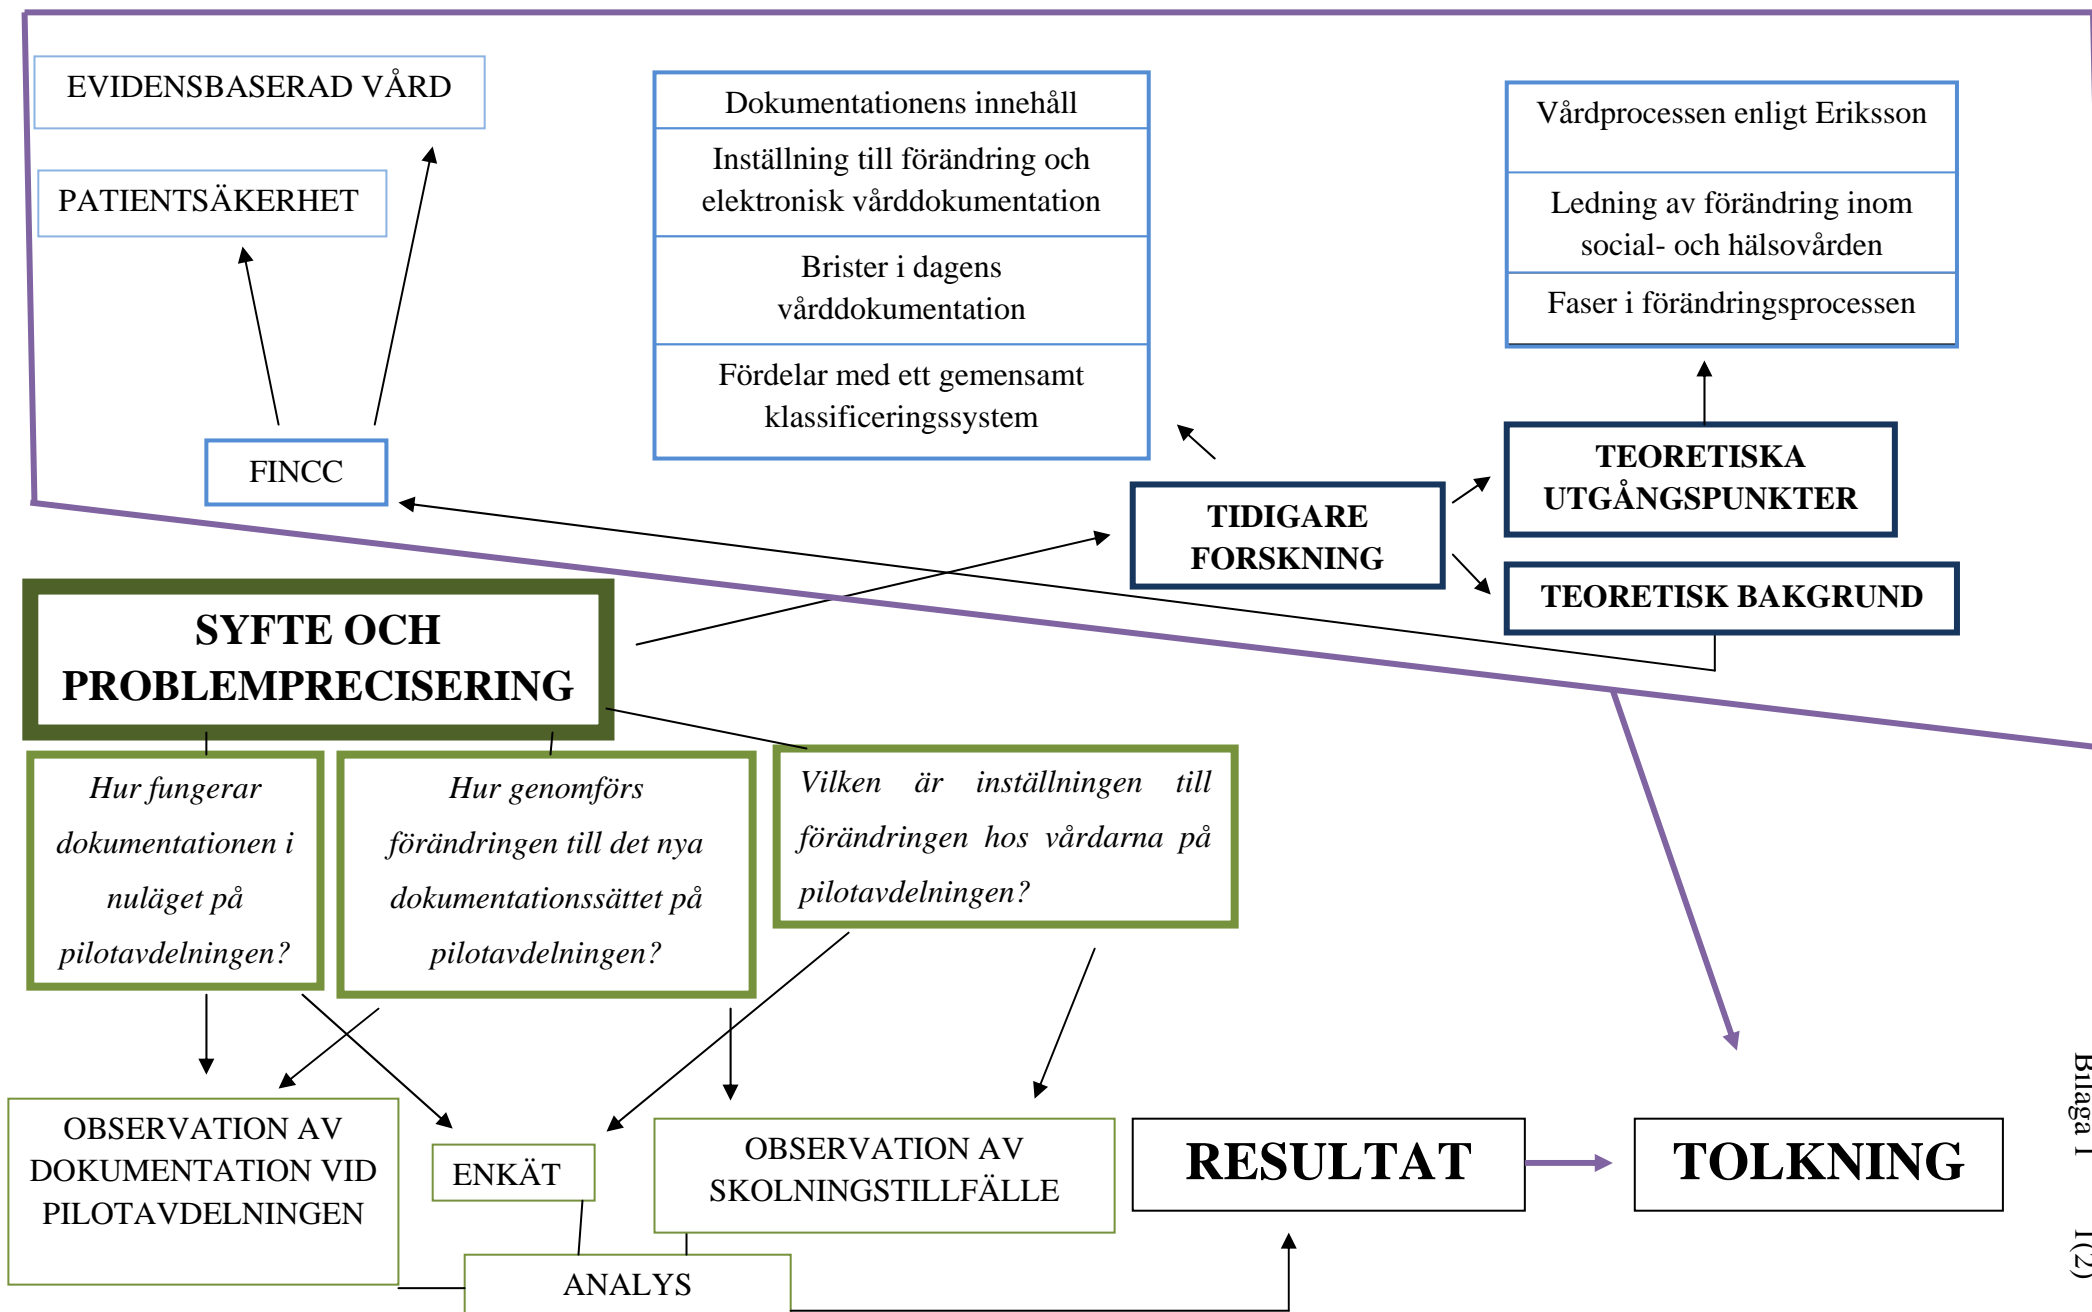 EVIDENSBASERAD VÅRD
PATIENTSÄKERHET
FINCC
Dokumentationens innehåll
Inställning till förändring och
elektronisk vårddokumentation
Brister i dagens
vårddokumentation
Fördelar med ett gemensamt
klassificeringssystem
Vårdprocessen enligt Eriksson
Ledning av förändring inom
social- och hälsovården
Faser i förändringsprocessen
TEORETISKA
UTGÅNGSPUNKTER
TIDIGARE
FORSKNING
TEORETISK BAKGRUND
SYFTE OCH
PROBLEMPRECISERING
Hur fungerar
dokumentationen i
nuläget på
pilotavdelningen?
Hur genomförs
förändringen till det nya
dokumentationssättet på
pilotavdelningen?
Vilken är inställningen till
förändringen hos vårdarna på
pilotavdelningen?
OBSERVATION AV
DOKUMENTATION VID
PILOTAVDELNINGEN
ENKÄT
OBSERVATION AV
SKOLNINGSTILLFÄLLE
ANALYS
RESULTAT
TOLKNING
Bilaga 1 1(2)